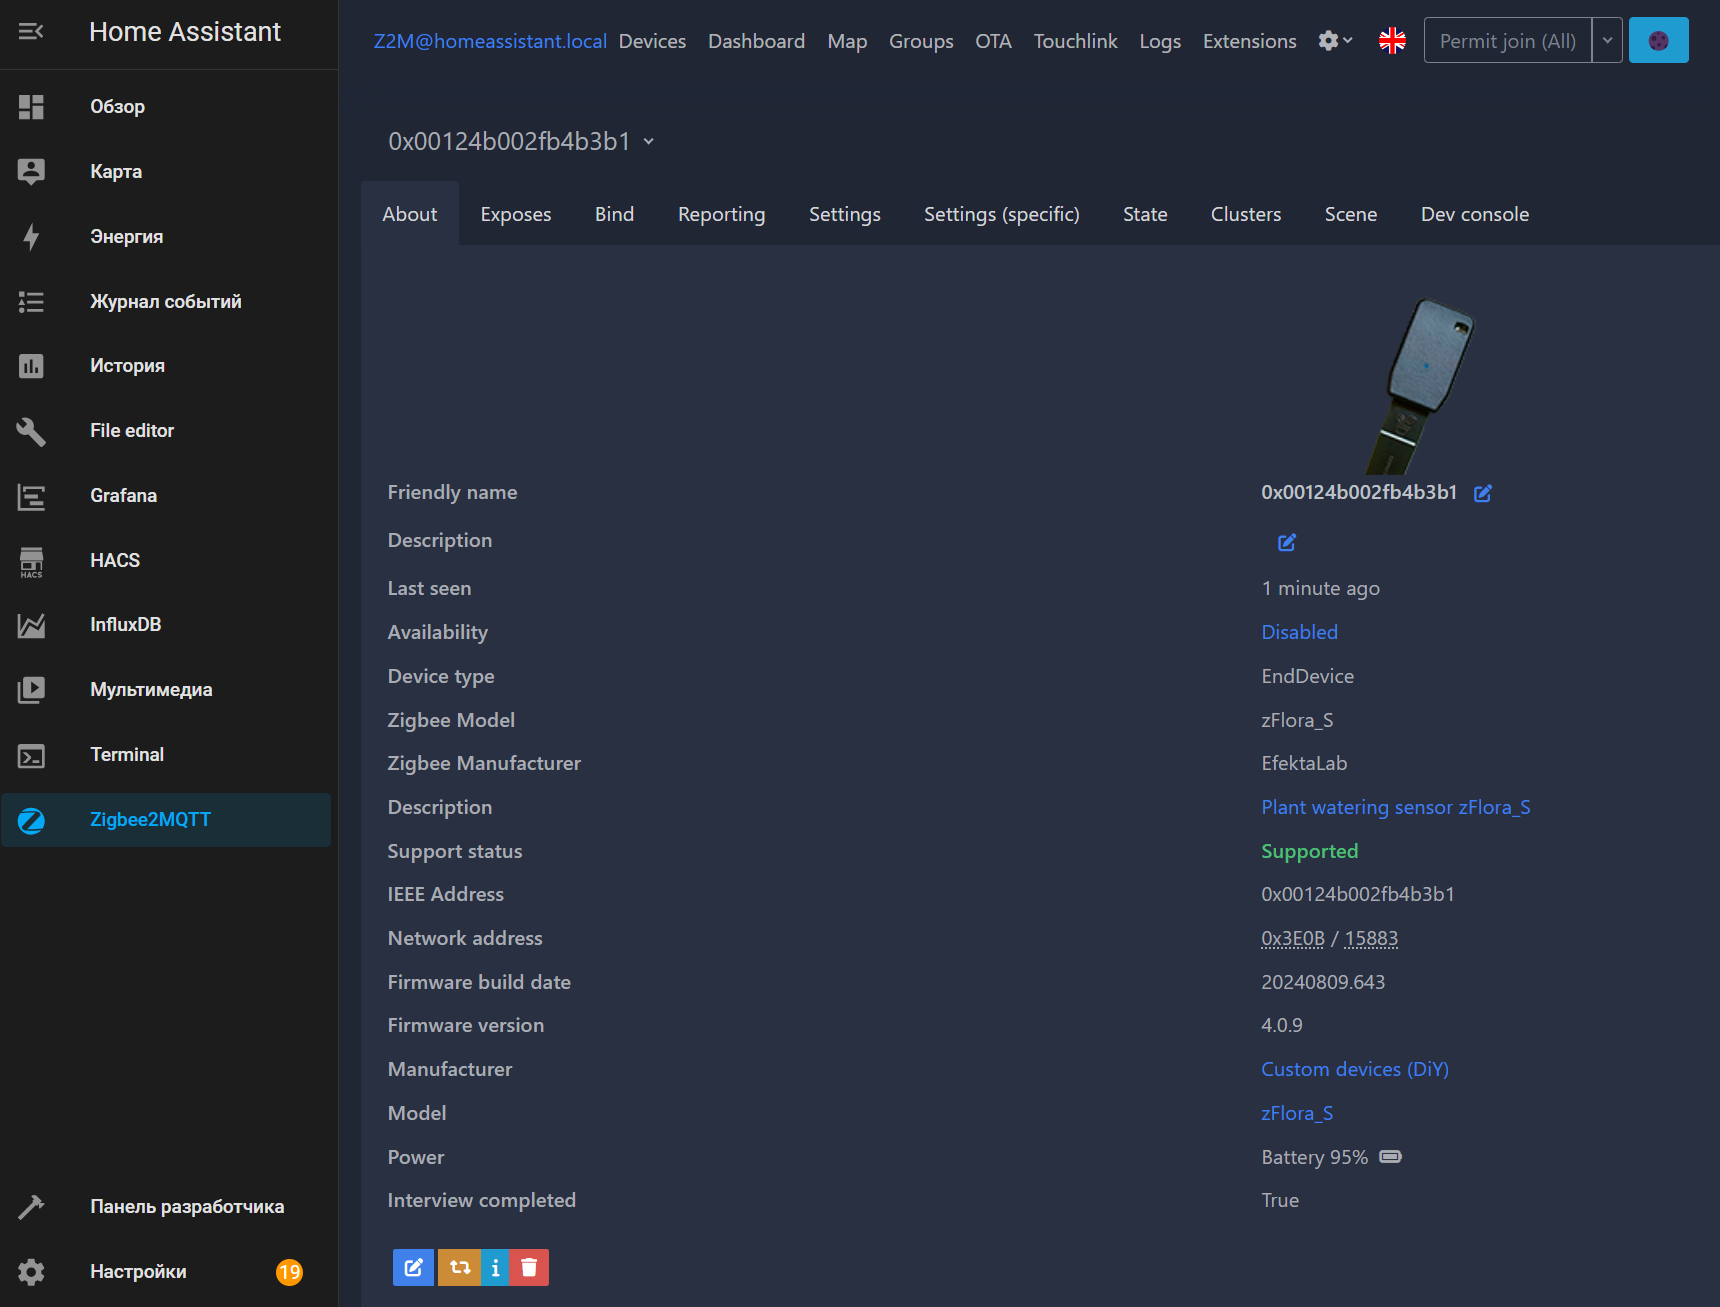 Home Assistant
Обзор
Карта
Энергия
Журнал событий
История
File editor
Grafana
HACS
HACS
InfluxDB
Мультимедиа
Terminal
Zigbee2MQTT
Панель разработчика
Настройки 19
Z2M@homeassistant.local Devices Dashboard Map Groups OTA Touchlink Logs Extensions Permit join (All)
0x00124b002fb4b3b1
About Exposes Bind Reporting Settings Settings (specific) State Clusters Scene Dev console
Friendly name 0x00124b002fb4b3b1
Description
Last seen 1 minute ago
Availability Disabled
Device type EndDevice
Zigbee Model zFlora_S
Zigbee Manufacturer EfektaLab
Description Plant watering sensor zFlora_S
Support status Supported
IEEE Address 0x00124b002fb4b3b1
Network address 0x3E0B / 15883
Firmware build date 20240809.643
Firmware version 4.0.9
Manufacturer Custom devices (DiY)
Model zFlora_S
Power Battery 95%
Interview completed True